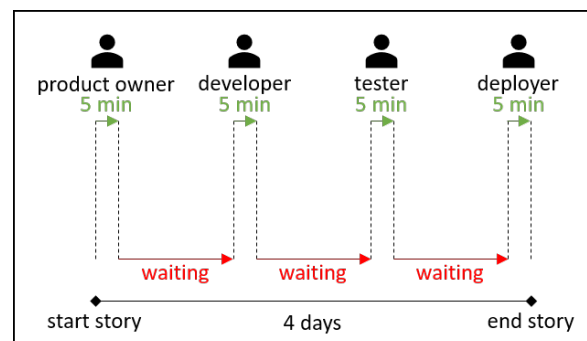 product owner developer tester deployer
5 min 5 min 5 min 5 min
waiting waiting waiting
start story 4 days end story